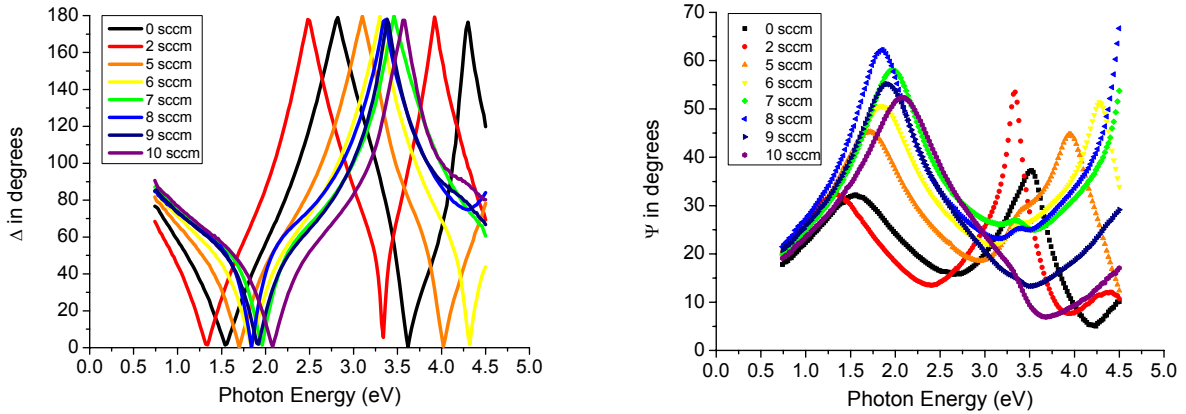 180
160
140
120
100
80
60
40
20
0
Δ in degrees
0 sccm
2 sccm
5 sccm
6 sccm
7 sccm
8 sccm
9 sccm
10 sccm
0.0 0.5 1.0 1.5 2.0 2.5 3.0 3.5 4.0 4.5 5.0
Photon Energy (eV)
70
60
50
40
30
20
10
0
Ψ in degrees
0 sccm
2 sccm
5 sccm
6 sccm
7 sccm
8 sccm
9 sccm
10 sccm
0.0 0.5 1.0 1.5 2.0 2.5 3.0 3.5 4.0 4.5 5.0
Photon Energy (eV)